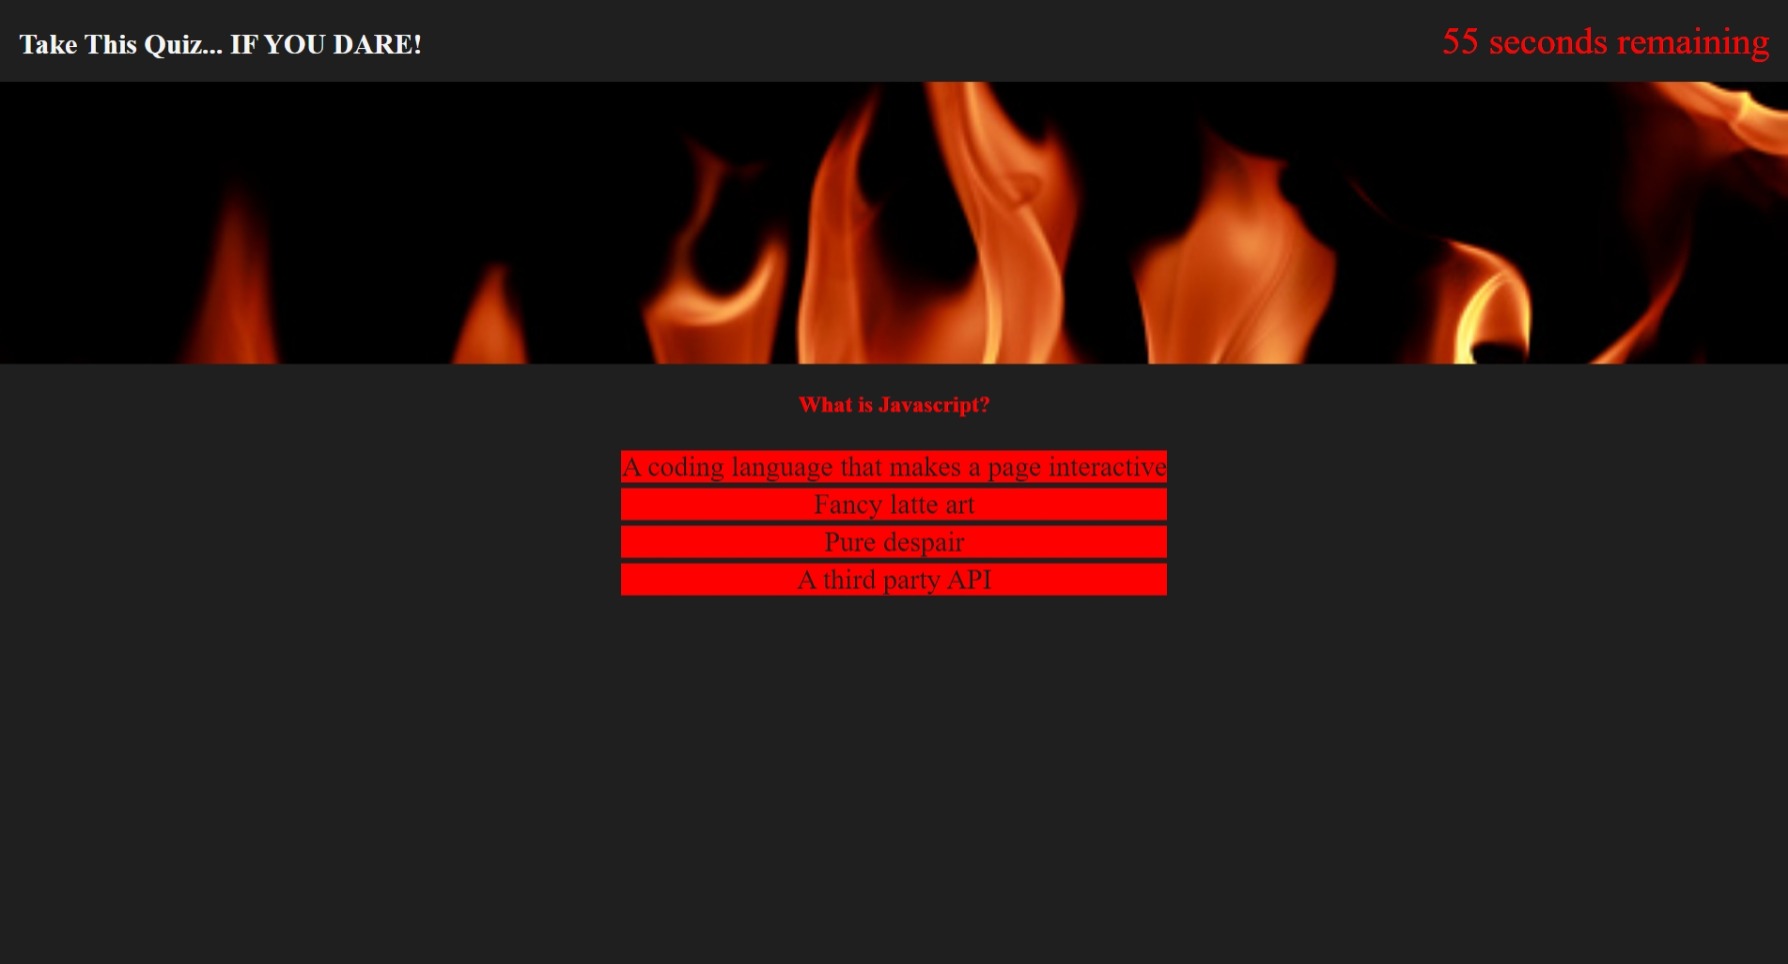 Take This Quiz... IF YOU DARE!
55 seconds remaining
What is Javascript?
A coding language that makes a page interactive
Fancy latte art
Pure despair
A third party API